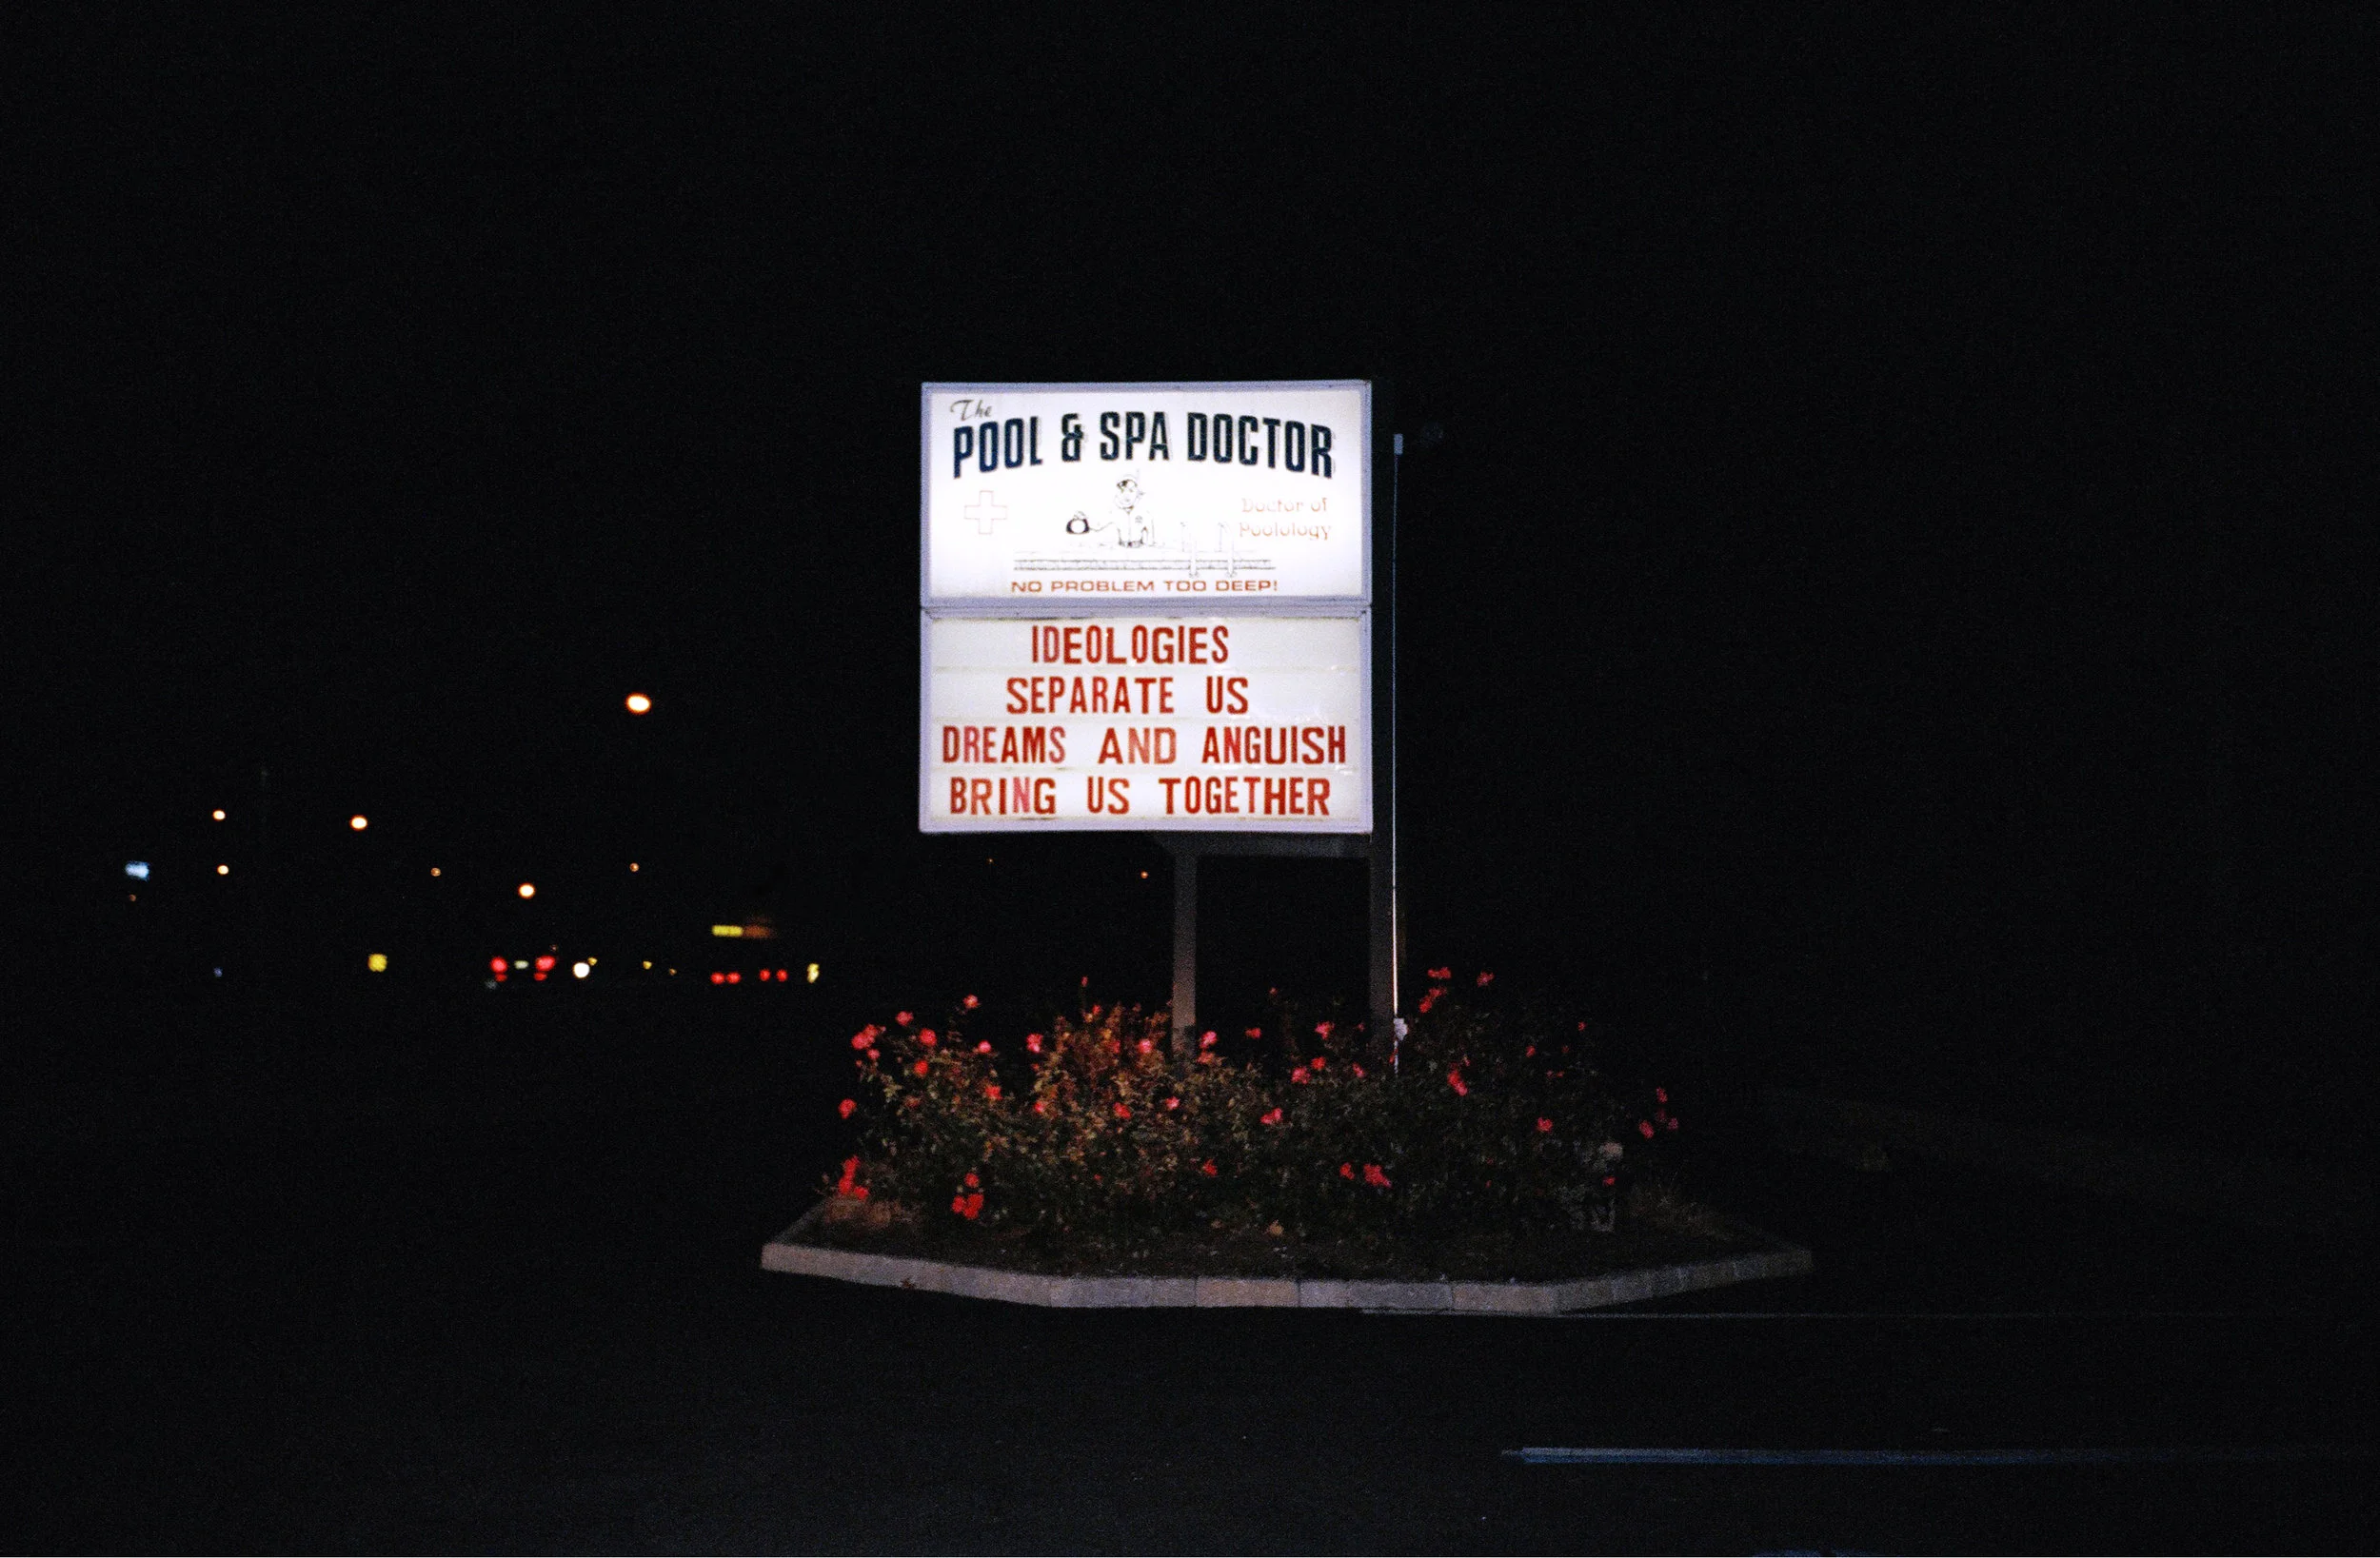 The
POOL & SPA DOCTOR
Doctor of
Poolology
NO PROBLEM TOO DEEP!
IDEOLOGIES
SEPARATE US
DREAMS AND ANGUISH
BRING US TOGETHER